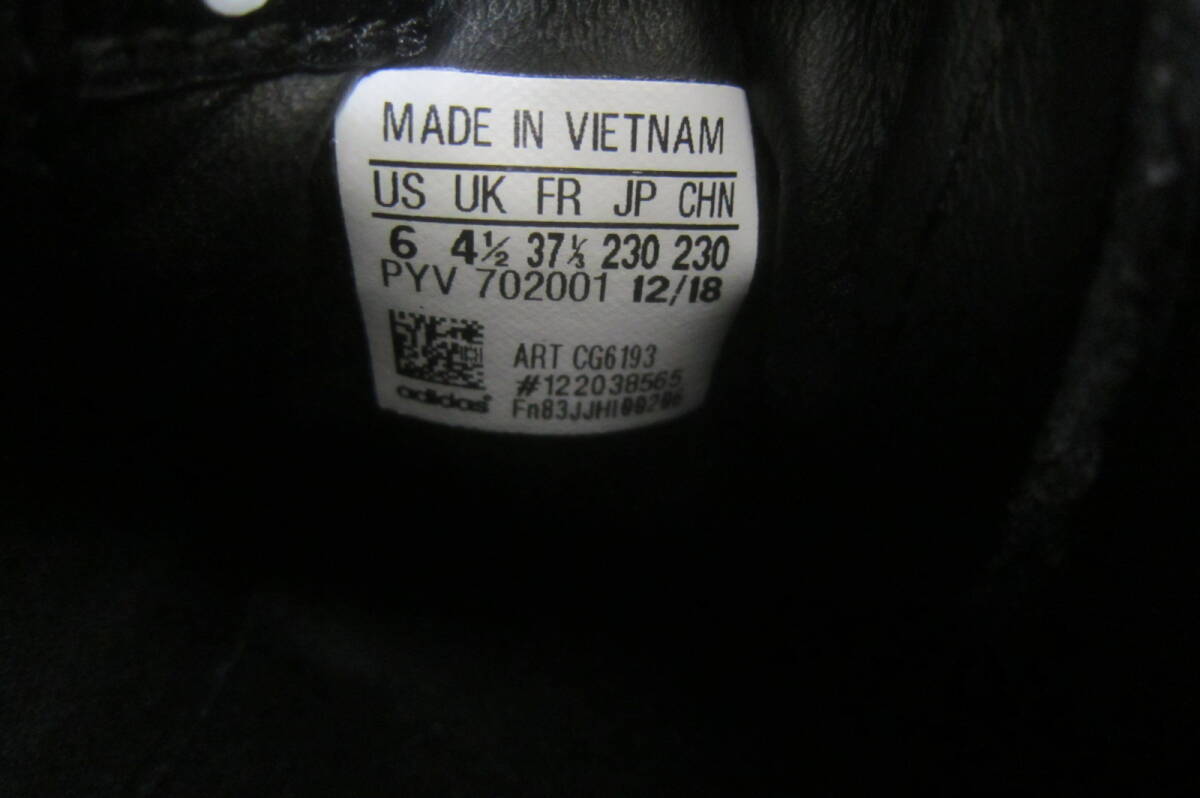 MADE IN VIETNAM
US UK FR JP CHN
6 4½ 37⅓ 230 230
PYV 702001 12/18
ART CG6193
#122038565
adidas